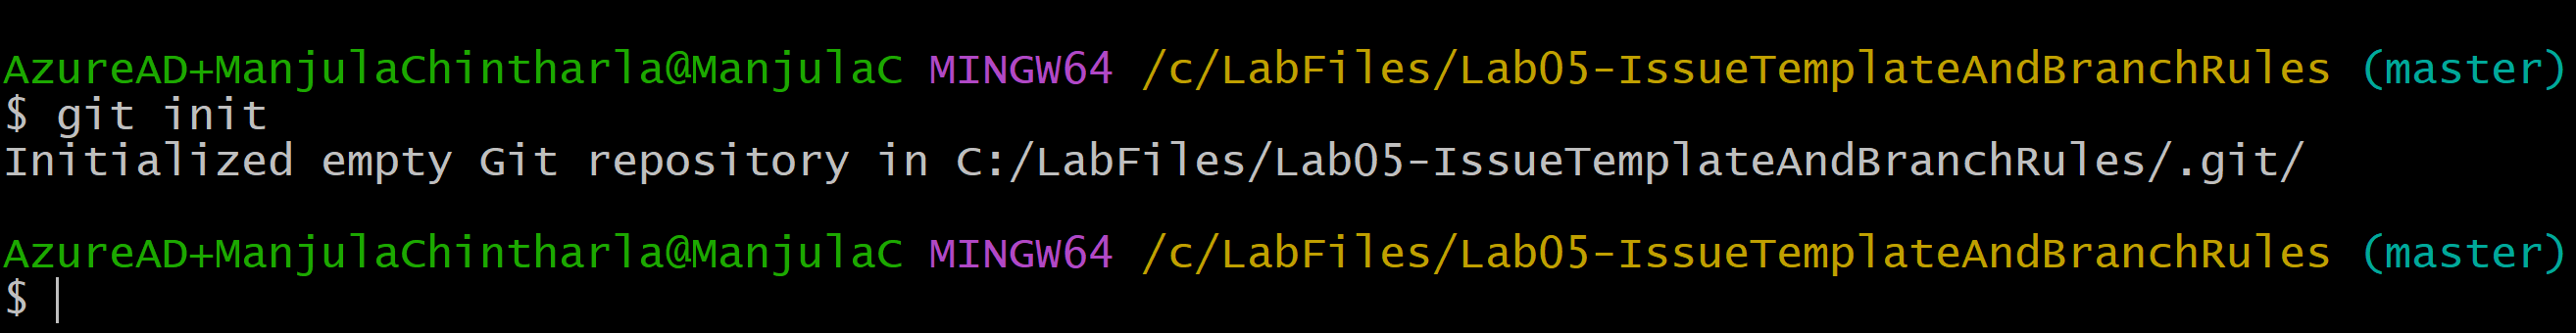 AzureAD+ManjulaChintharla@ManjulaC MINGW64 /c/LabFiles/Lab05-IssueTemplateAndBranchRules (master)
$ git init
Initialized empty Git repository in C:/LabFiles/Lab05-IssueTemplateAndBranchRules/.git/
AzureAD+ManjulaChintharla@ManjulaC MINGW64 /c/LabFiles/Lab05-IssueTemplateAndBranchRules (master)
$